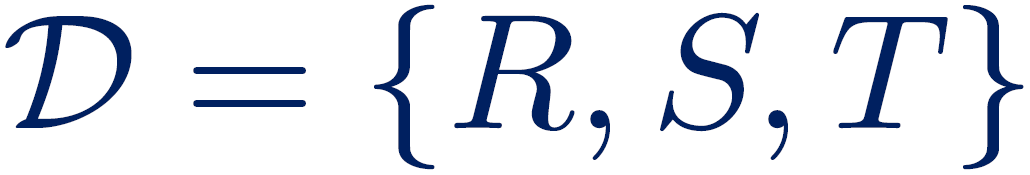 𝒟 = {R, S, T}